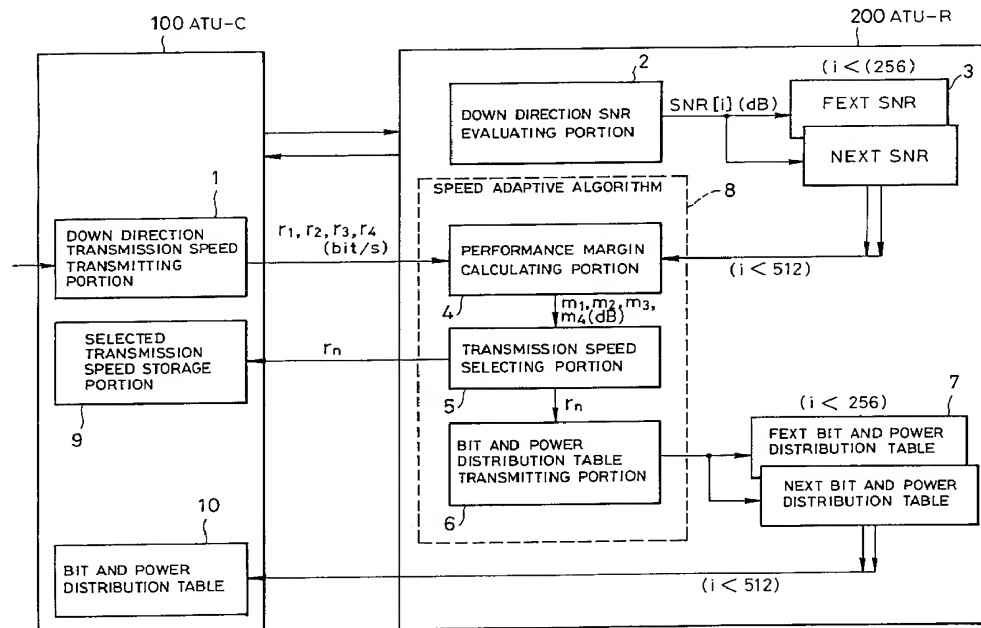 100 ATU-C
200 ATU-R
2
DOWN DIRECTION SNR
EVALUATING PORTION
SNR [i] (dB)
(i < (256)
3
FEXT SNR
NEXT SNR
SPEED ADAPTIVE ALGORITHM
8
1
DOWN DIRECTION
TRANSMISSION SPEED
TRANSMITTING
PORTION
r1, r2, r3, r4
(bit/s)
PERFORMANCE MARGIN
CALCULATING PORTION
(i < 512)
4
m1, m2, m3,
m4(dB)
SELECTED
TRANSMISSION
SPEED STORAGE
PORTION
9
rn
TRANSMISSION SPEED
SELECTING PORTION
5
rn
BIT AND POWER
DISTRIBUTION TABLE
TRANSMITTING PORTION
6
(i < 256)
7
FEXT BIT AND POWER
DISTRIBUTION TABLE
NEXT BIT AND POWER
DISTRIBUTION TABLE
10
BIT AND POWER
DISTRIBUTION TABLE
(i < 512)